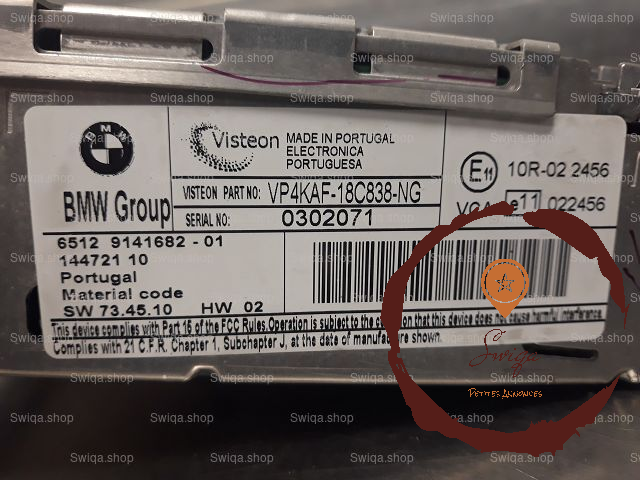 BMW
BMW Group
Visteon
MADE IN PORTUGAL
ELECTRONICA
PORTUGUESA
VISTEON PART NO: VP4KAF-18C838-NG
SERIAL NO: 0302071
E11 10R-02 2456
e11 022456
6512 9141682 - 01
144721 10
Portugal
Material code
SW 73.45.10 HW 02
This device complies with Part 15 of the FCC Rules.Operation is subject to the condition that this device does not cause harmful interference.
Complies with 21 C.F.R. Chapter 1, Subchapter J, at the date of manufacture shown.
Swiqa
PETITES ANNONCES
Swiqa.shop